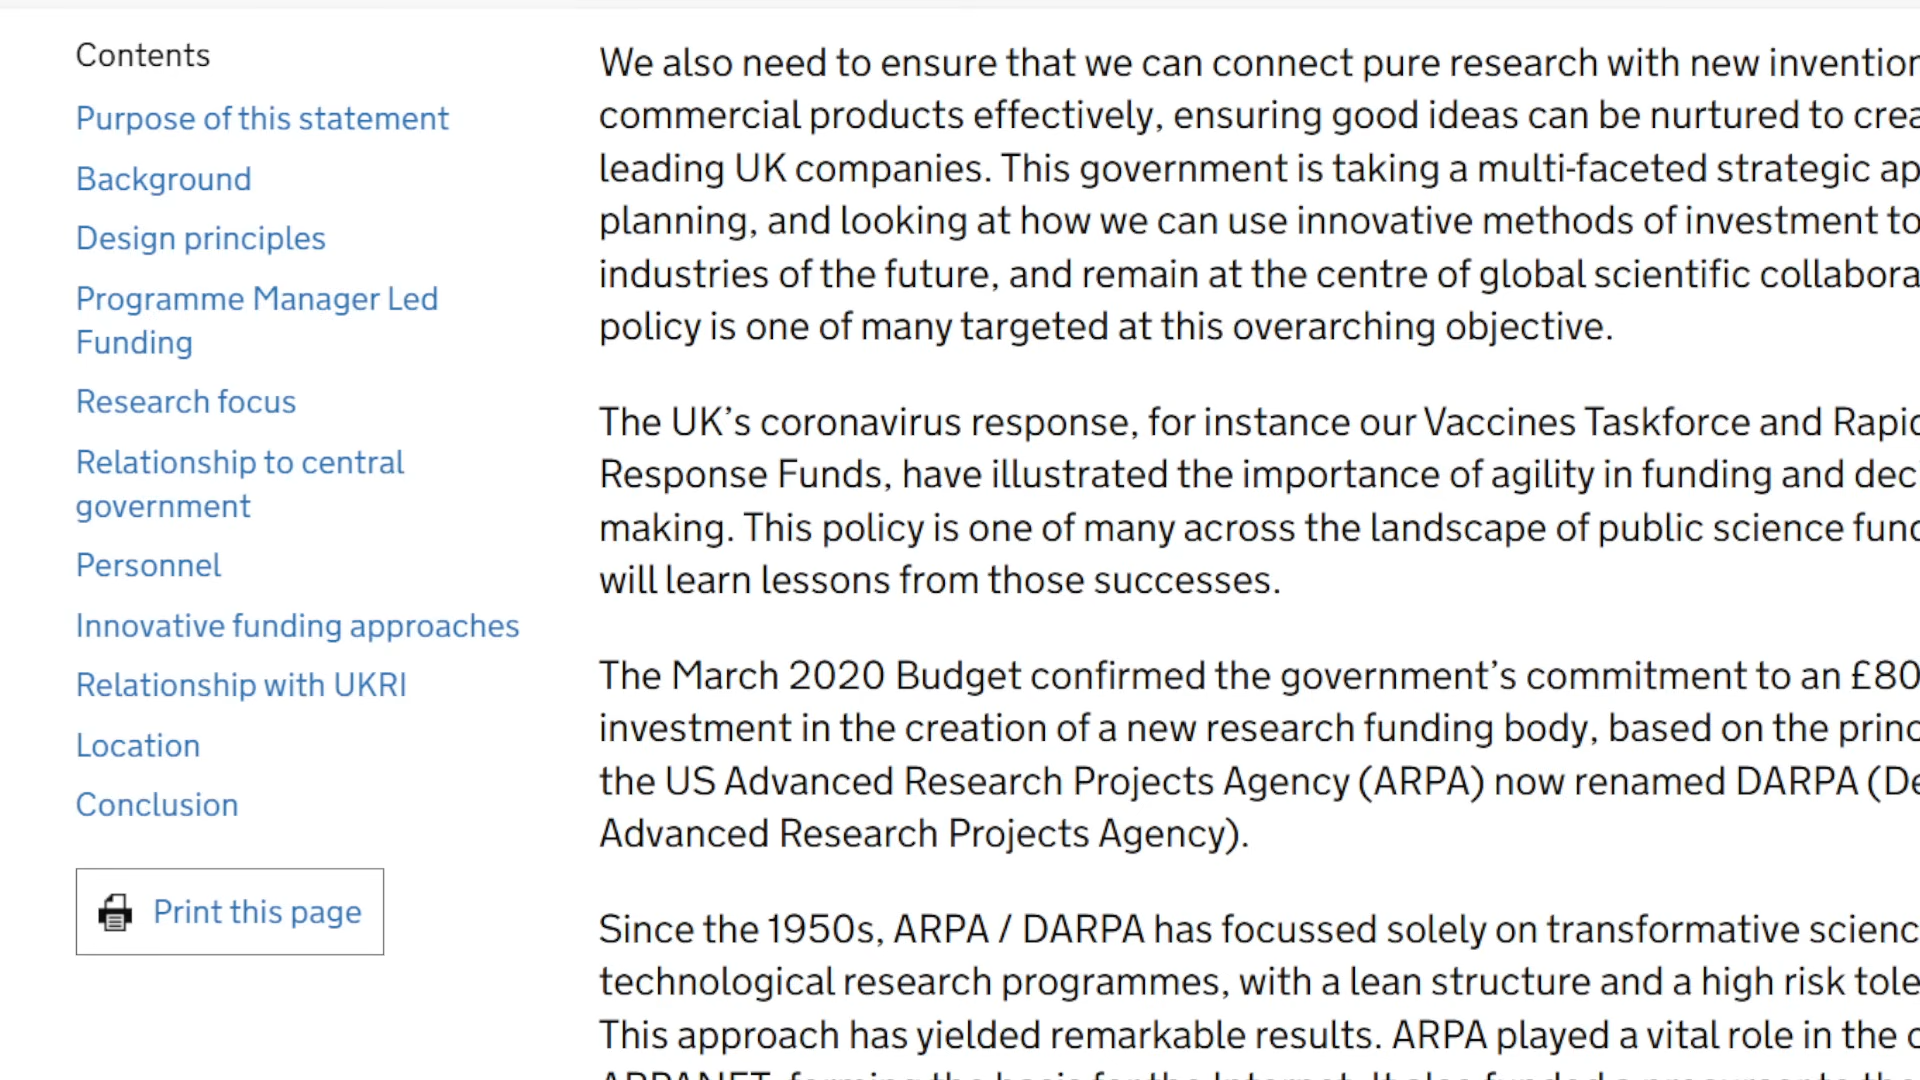 Contents
Purpose of this statement
Background
Design principles
Programme Manager Led
Funding
Research focus
Relationship to central
government
Personnel
Innovative funding approaches
Relationship with UKRI
Location
Conclusion
Print this page
We also need to ensure that we can connect pure research with new
commercial products effectively, ensuring good ideas can be nurtured to
leading UK companies. This government is taking a multi-faceted strategic
planning, and looking at how we can use innovative methods of investment to
industries of the future, and remain at the centre of global scientific
policy is one of many targeted at this overarching objective.
The UK’s coronavirus response, for instance our Vaccines Taskforce and
Response Funds, have illustrated the importance of agility in funding and
making. This policy is one of many across the landscape of public science
will learn lessons from those successes.
The March 2020 Budget confirmed the government’s commitment to an £80
investment in the creation of a new research funding body, based on the
the US Advanced Research Projects Agency (ARPA) now renamed DARPA
Advanced Research Projects Agency).
Since the 1950s, ARPA / DARPA has focussed solely on transformative
technological research programmes, with a lean structure and a high risk
This approach has yielded remarkable results. ARPA played a vital role in the